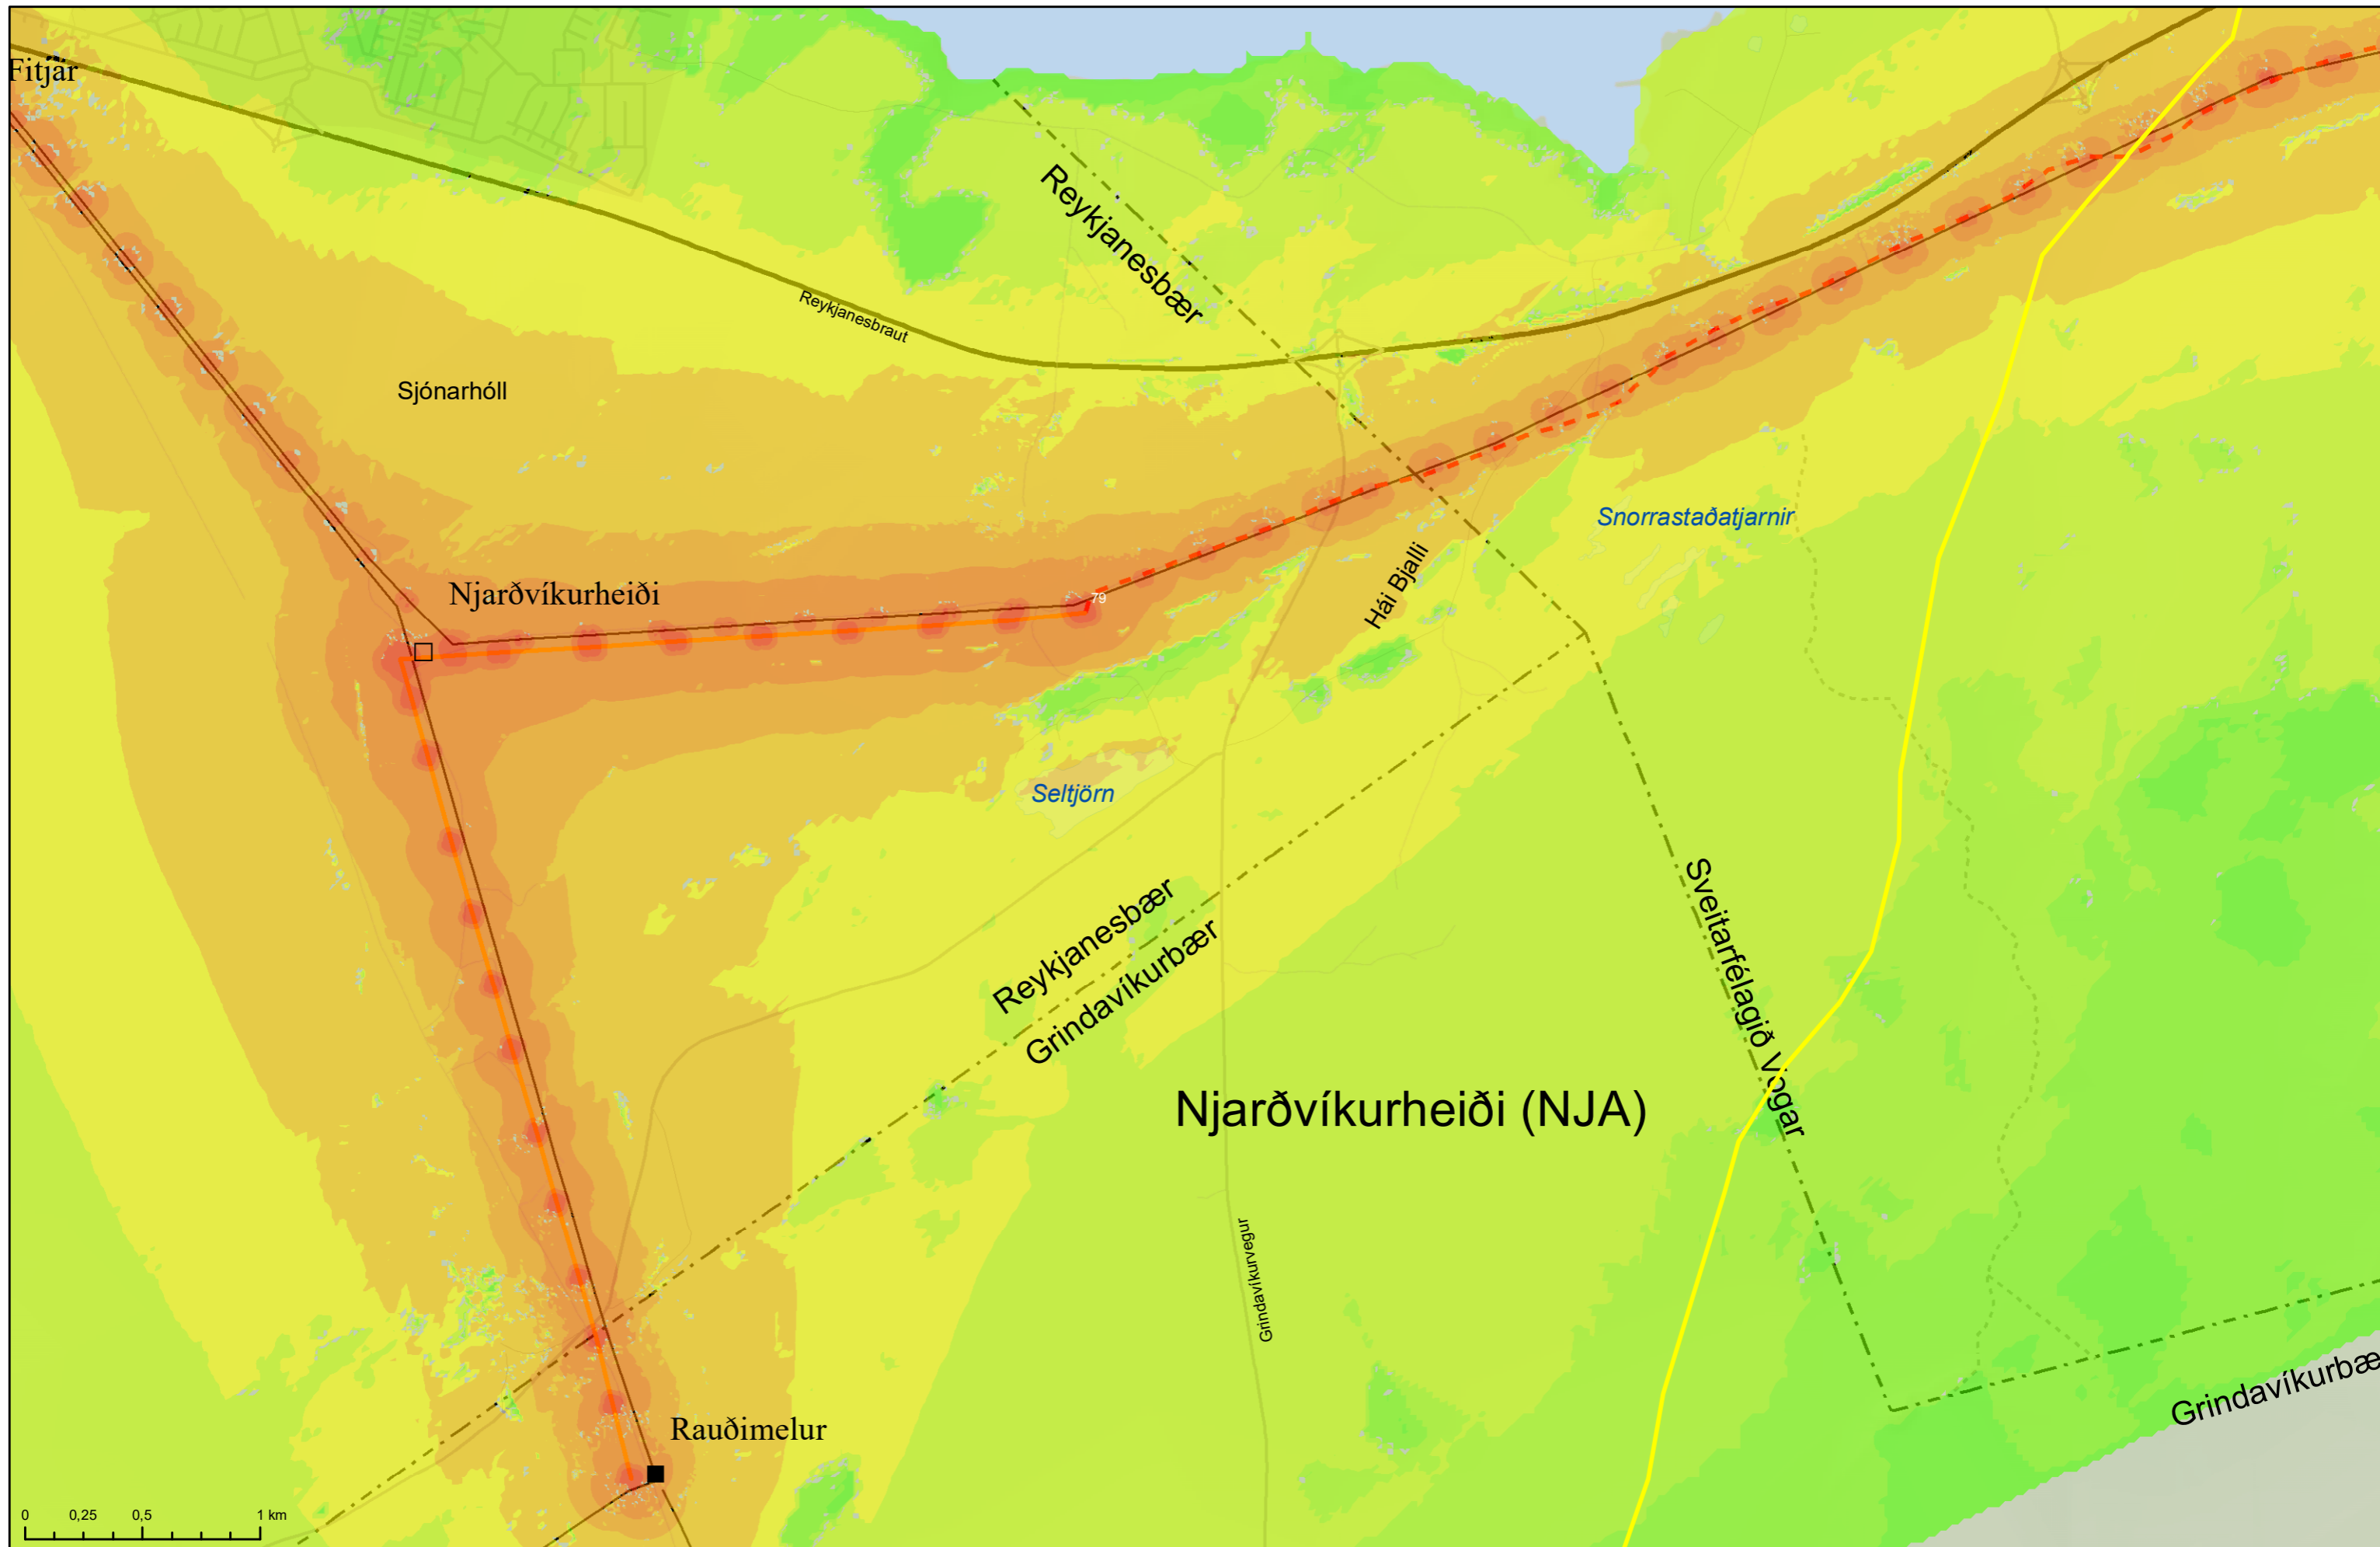 Fitjar
Reykjanesbær
Reykjanesbraut
Sjónarhóll
Snorrastaðatjarnir
Hái Bjalli
Njarðvíkurheiði
79
Seltjörn
Sveitarfélagið Vogar
Reykjanesbær
Grindavíkurbær
Njarðvíkurheiði (NJA)
Grindavíkurvegur
Grindavíkurbæ
Rauðimelur
0 0,25 0,5 1 km